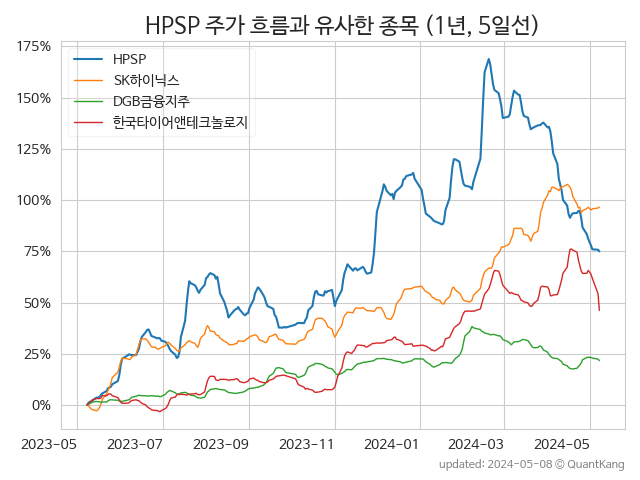 HPSP 주가 흐름과 유사한 종목 (1년, 5일선)
175%
150%
125%
100%
75%
50%
25%
0%
HPSP
SK하이닉스
DGB금융지주
한국타이어앤테크놀로지
2023-05 2023-07 2023-09 2023-11 2024-01 2024-03 2024-05
updated: 2024-05-08 © QuantKang